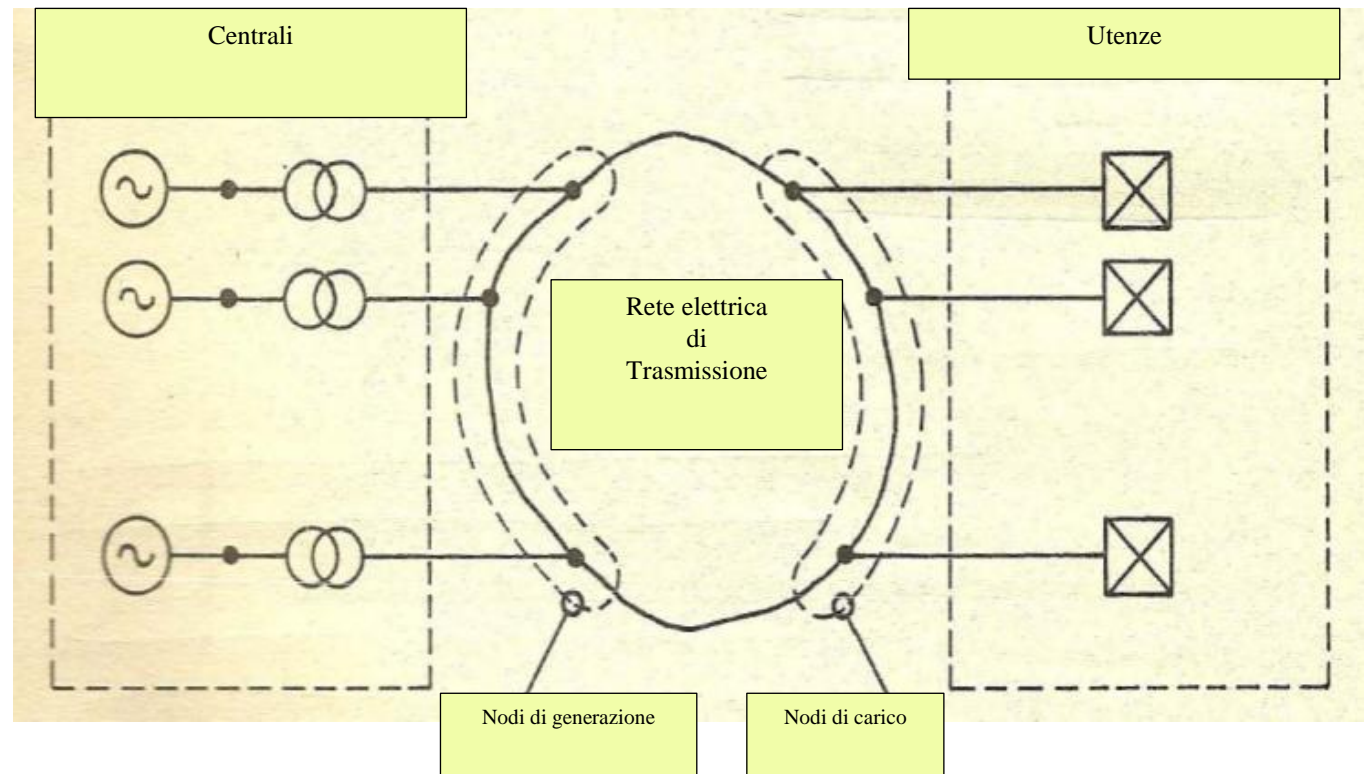 Centrali
Utenze
Rete elettrica
di
Trasmissione
Nodi di generazione
Nodi di carico